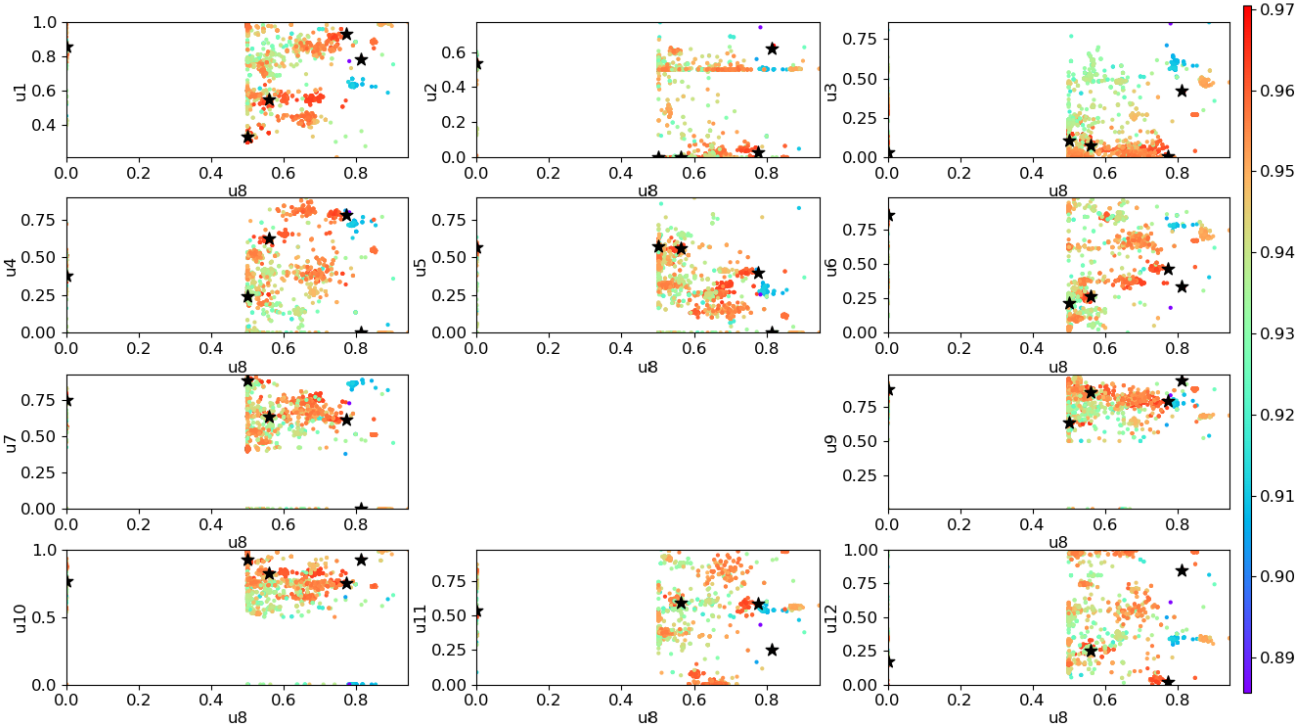 1.0 0.8 0.6 0.4 u1 0.0 0.2 0.4 0.6 0.8 u8
0.6 0.4 0.2 0.0 u2 0.0 0.2 0.4 0.6 0.8 u8
0.75 0.50 0.25 0.00 u3 0.0 0.2 0.4 0.6 0.8 u8
0.75 0.50 0.25 0.00 u4 0.0 0.2 0.4 0.6 0.8 u8
0.75 0.50 0.25 0.00 u5 0.0 0.2 0.4 0.6 0.8 u8
0.75 0.50 0.25 0.00 u6 0.0 0.2 0.4 0.6 0.8 u8
0.75 0.50 0.25 0.00 u7 0.0 0.2 0.4 0.6 0.8 u8
0.75 0.50 0.25 u9 0.0 0.2 0.4 0.6 0.8 u8
1.0 0.5 0.0 u10 0.0 0.2 0.4 0.6 0.8 u8
0.75 0.50 0.25 0.00 u11 0.0 0.2 0.4 0.6 0.8 u8
1.00 0.75 0.50 0.25 0.00 u12 0.0 0.2 0.4 0.6 0.8 u8
0.97
0.96
0.95
0.94
0.93
0.92
0.91
0.90
0.89